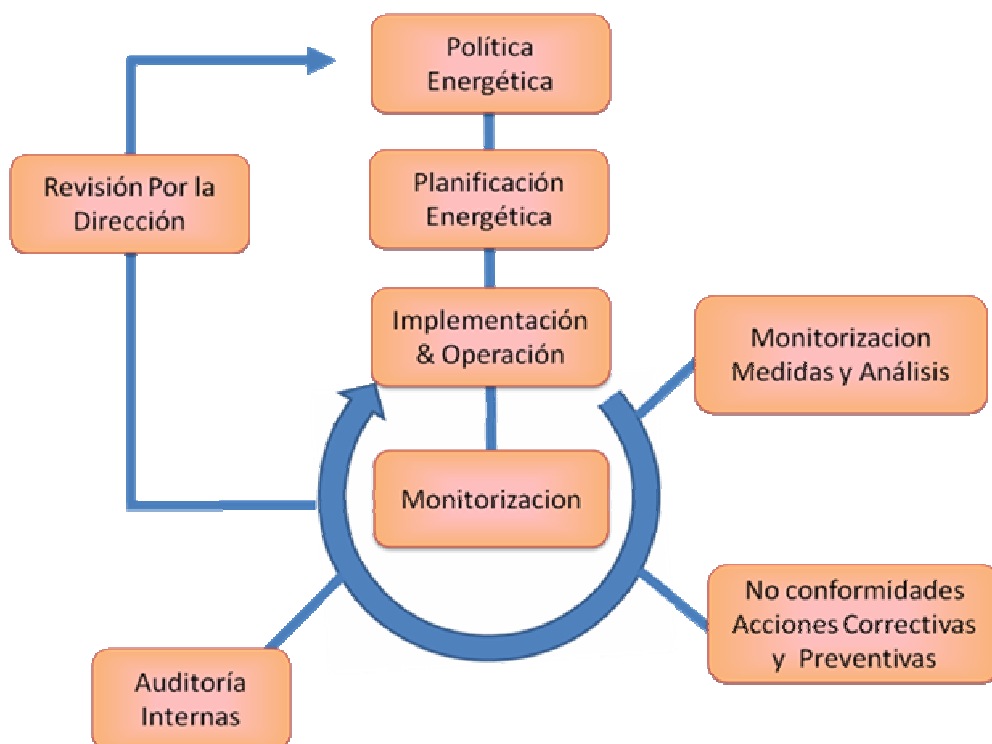 Política
Energética
Revisión Por la
Dirección
Planificación
Energética
Implementación
& Operación
Monitorizacion
Medidas y Análisis
Monitorizacion
No conformidades
Acciones Correctivas
y Preventivas
Auditoría
Internas